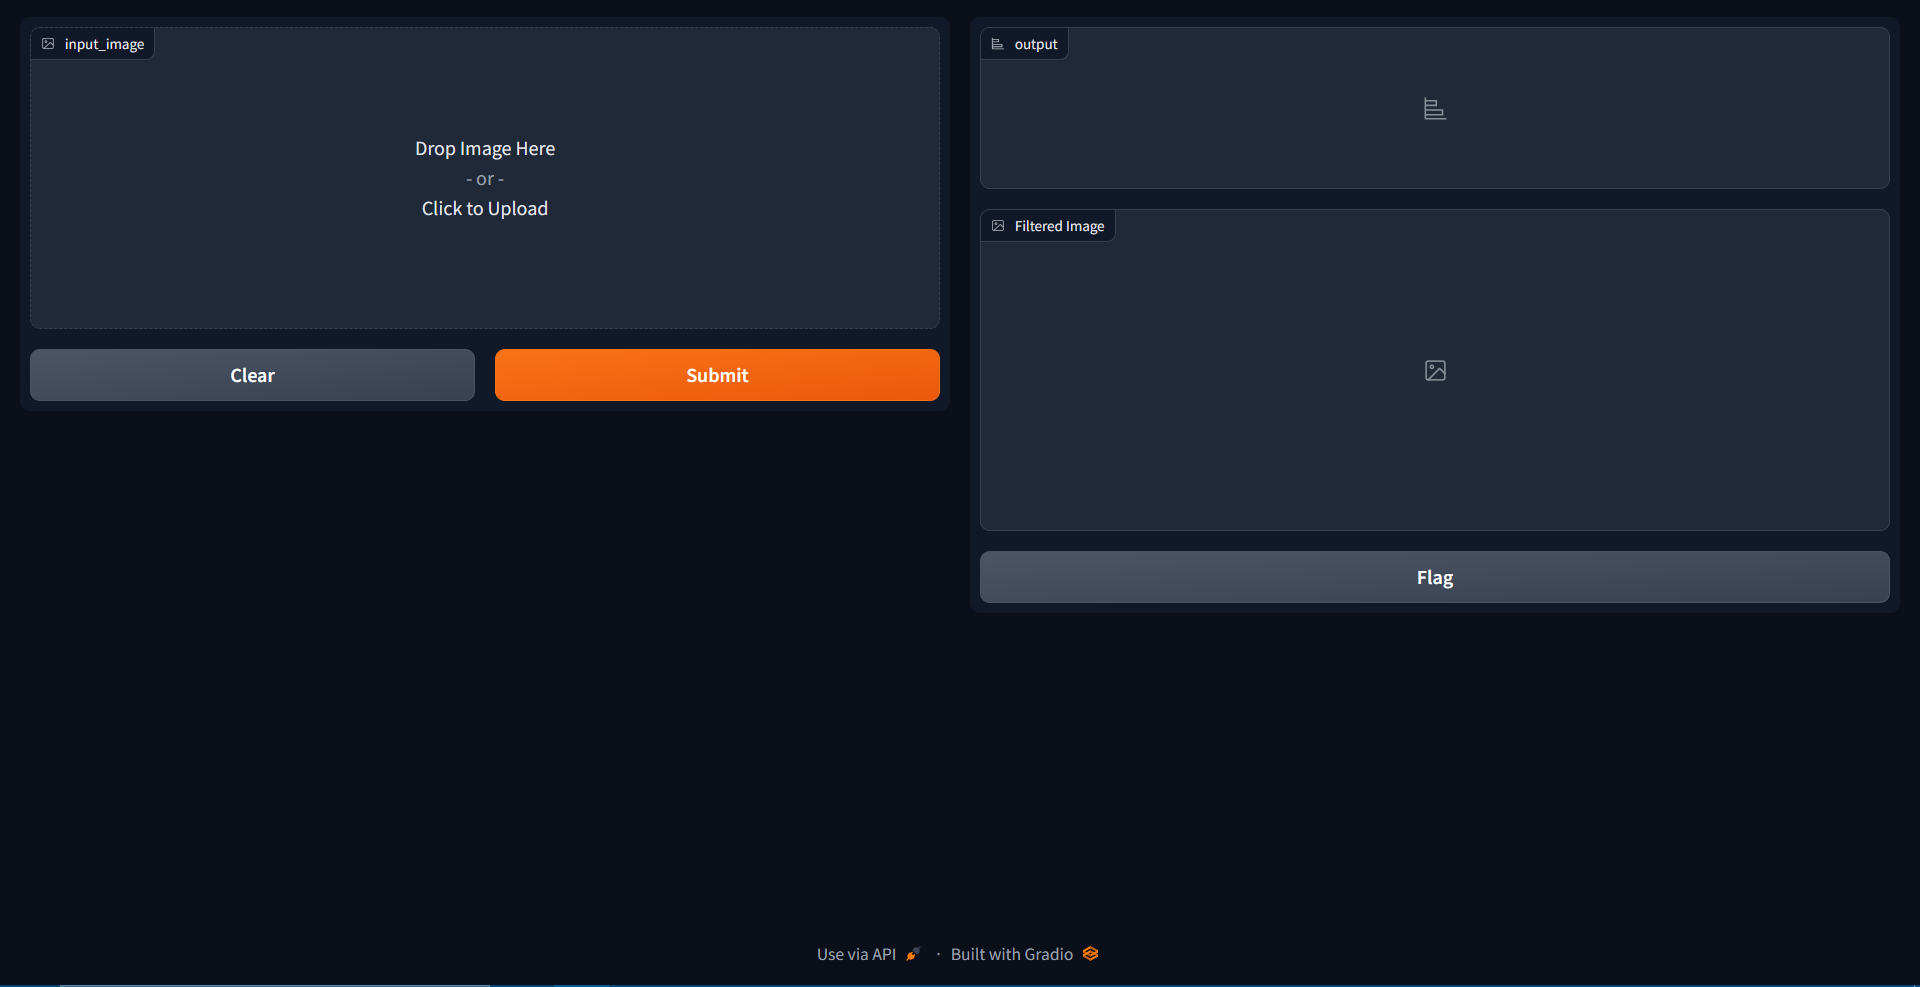 input_image
Drop Image Here
- or -
Click to Upload
Clear
Submit
output
Filtered Image
Flag
Use via API · Built with Gradio